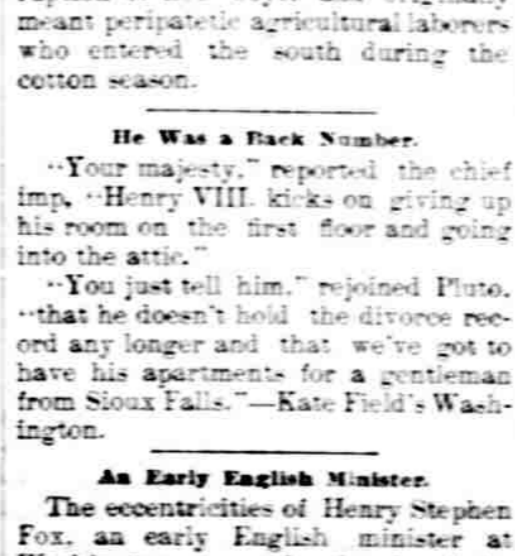 meant peripatetic agricultural laborers
who entered the south during the
cotton season.
He Was a Back Number.
"Your majesty," reported the chief
imp, "Henry VIII. kicks on giving up
his room on the first floor and going
into the attic."
"You just tell him," rejoined Pluto,
"that he doesn't hold the divorce rec-
ord any longer and that we've got to
have his apartments for a gentleman
from Sioux Falls."—Kate Field's Wash-
ington.
An Early English Minister.
The eccentricities of Henry Stephen
Fox, an early English minister at